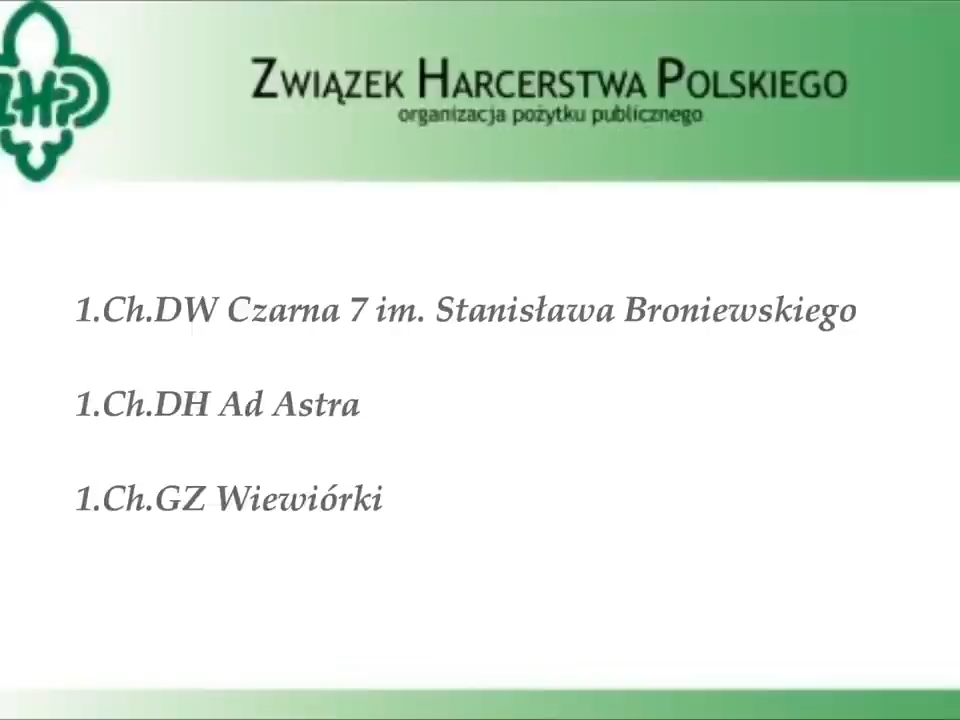 ZHP
ZWIĄZEK HARCERSTWA POLSKIEGO
organizacja pożytku publicznego
1.Ch.DW Czarna 7 im. Stanisława Broniewskiego
1.Ch.DH Ad Astra
1.Ch.GZ Wiewiórki